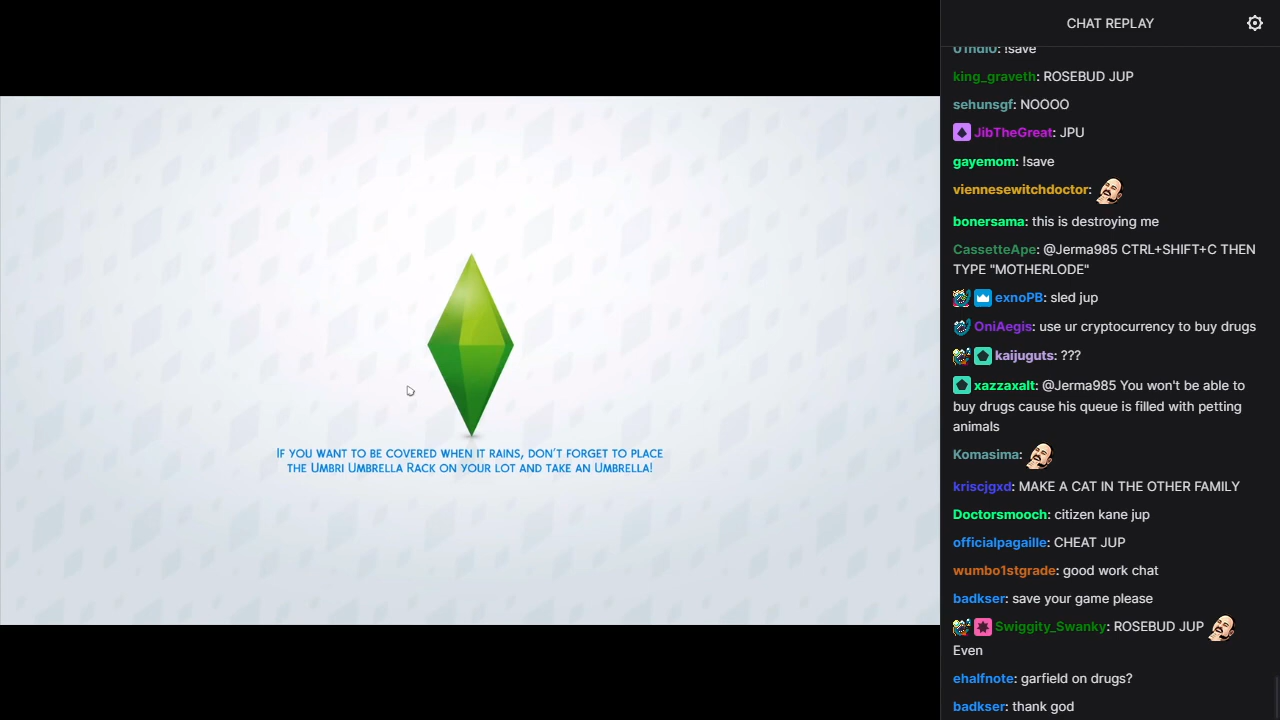 IF YOU WANT TO BE COVERED WHEN IT RAINS, DON'T FORGET TO PLACE
THE UMBRI UMBRELLA RACK ON YOUR LOT AND TAKE AN UMBRELLA!
CHAT REPLAY
01ndi0: !save
king_graveth: ROSEBUD JUP
sehunsgf: NOOOO
JibTheGreat: JPU
gayemom: !save
viennesewitchdoctor:
bonersama: this is destroying me
CassetteApe: @Jerma985 CTRL+SHIFT+C THEN
TYPE "MOTHERLODE"
exnoPB: sled jup
OniAegis: use ur cryptocurrency to buy drugs
kaijuguts: ???
xazzaxalt: @Jerma985 You won't be able to
buy drugs cause his queue is filled with petting
animals
Komasima:
kriscjgxd: MAKE A CAT IN THE OTHER FAMILY
Doctorsmooch: citizen kane jup
officialpagaille: CHEAT JUP
wumbo1stgrade: good work chat
badkser: save your game please
Swiggity_Swanky: ROSEBUD JUP
Even
ehalfnote: garfield on drugs?
badkser: thank god